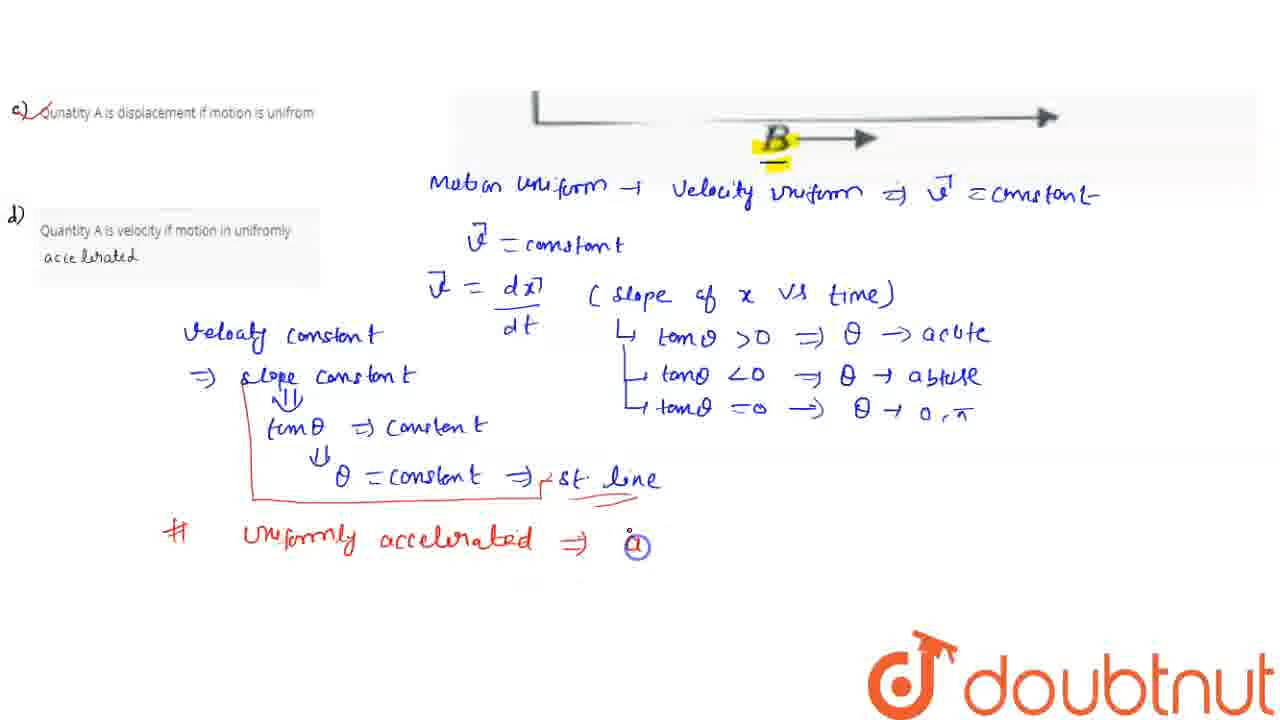 c) Qunatity A is displacement if motion is unifrom
B
Motion uniform → velocity uniform ⇒ v⃗ = constant
d)
Quantity A is velocity if motion in unifromly
accelerated
v⃗ = constant
v⃗ = dx⃗/dt (slope of x vs time)
velocity constant
tanθ >0 ⇒ θ → acute
⇒ slope constant
tanθ <0 ⇒ θ → obtuse
tanθ =0 → θ → 0, π
tanθ ⇒ constant
θ = constant ⇒ st. line
# uniformly accelerated ⇒ a
doubtnut